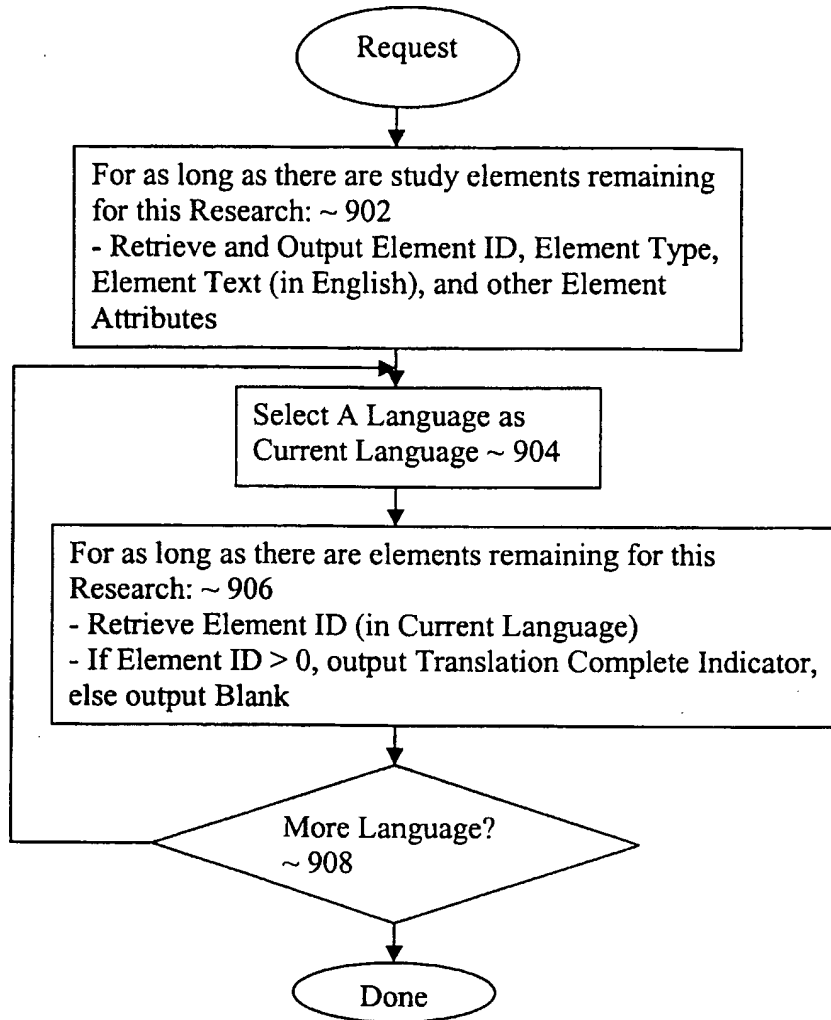 Request
For as long as there are study elements remaining
for this Research: ~ 902
- Retrieve and Output Element ID, Element Type,
Element Text (in English), and other Element
Attributes
Select A Language as
Current Language ~ 904
For as long as there are elements remaining for this
Research: ~ 906
- Retrieve Element ID (in Current Language)
- If Element ID > 0, output Translation Complete Indicator,
else output Blank
More Language?
~ 908
Done